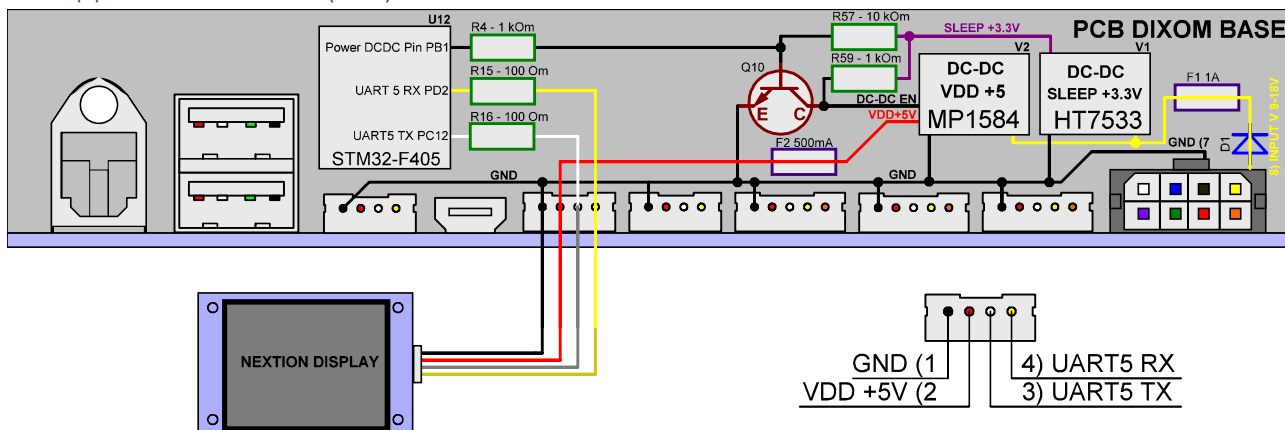 U12
R4 - 1 kOm
R57 - 10 kOm
SLEEP +3.3V
PCB DIXOM BASE
Power DCDC Pin PB1
R59 - 1 kOm
V2
V1
R15 - 100 Om
Q10
DC-DC
VDD +5
MP1584
DC-DC
SLEEP +3.3V
HT7533
F1 1A
UART 5 RX PD2
DC-DC EN
VDD+5V
E
C
R16 - 100 Om
UART5 TX PC12
STM32-F405
F2 500mA
GND (7
D1
8) INPUT V 9-18V
GND
GND
NEXTION DISPLAY
GND (1
4) UART5 RX
VDD +5V (2
3) UART5 TX